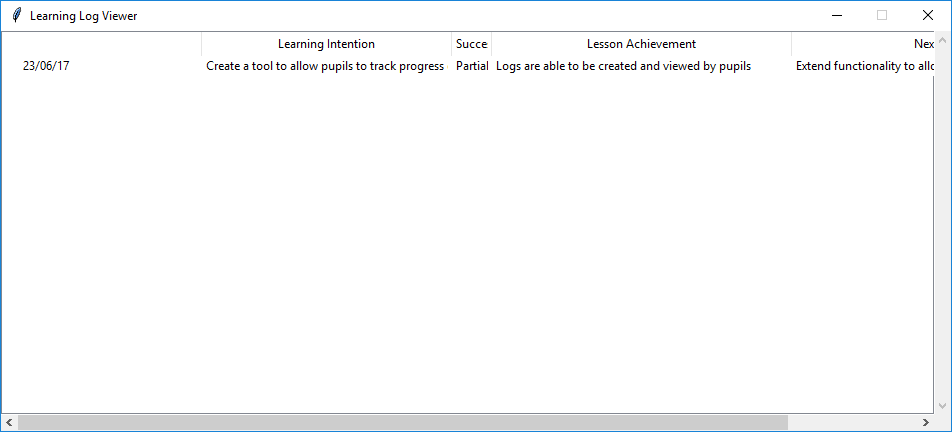 Learning Log Viewer
Learning Intention Succe Lesson Achievement Nex
23/06/17 Create a tool to allow pupils to track progress Partial Logs are able to be created and viewed by pupils Extend functionality to allo